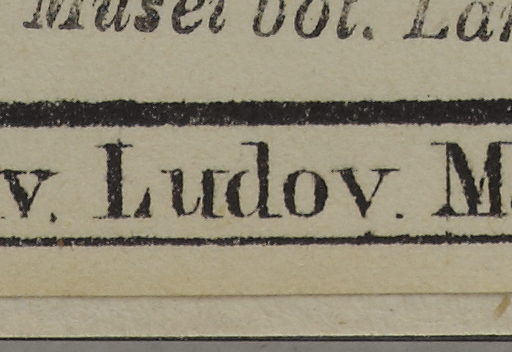 Musei bot.
v. Ludov.